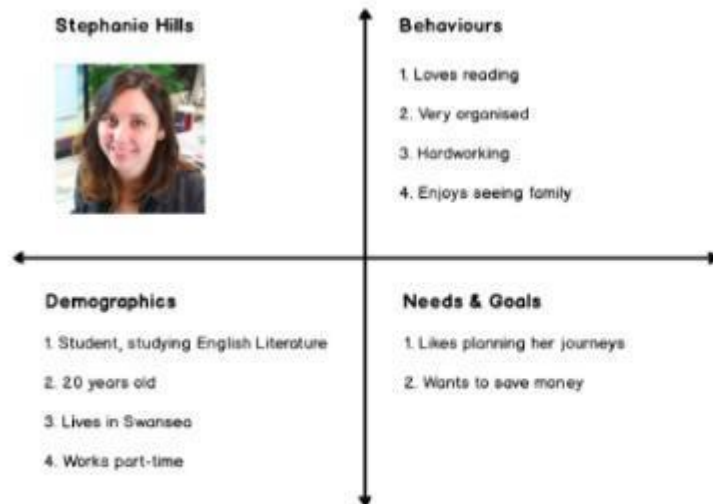 Stephanie Hills
Behaviours
1. Loves reading
2. Very organised
3. Hardworking
4. Enjoys seeing family
Demographics
1. Student, studying English Literature
2. 20 years old
3. Lives in Swansea
4. Works part-time
Needs & Goals
1. Likes planning her journeys
2. Wants to save money